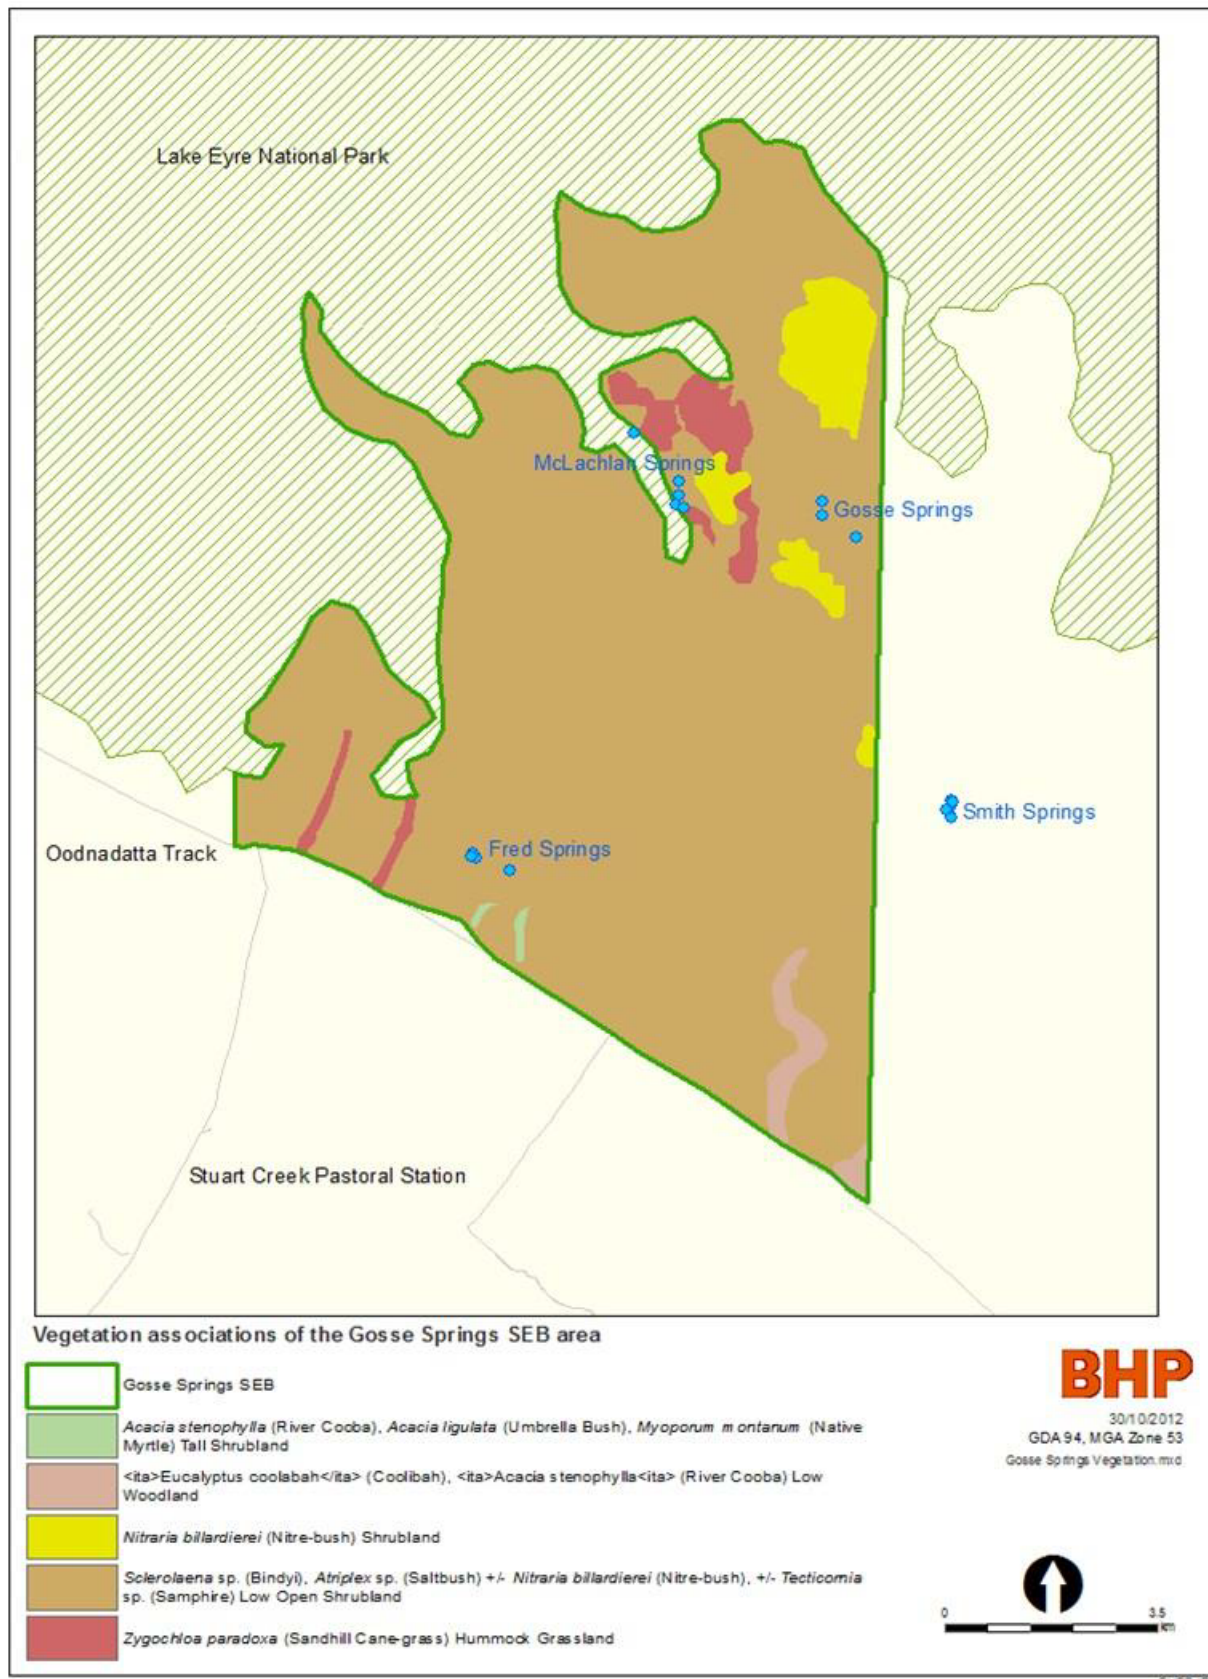 Lake Eyre National Park
McLachlan Springs
Gosse Springs
Smith Springs
Oodnadatta Track
Fred Springs
Stuart Creek Pastoral Station
Vegetation associations of the Gosse Springs SEB area
Gosse Springs SEB
Acacia stenophylla (River Cooba), Acacia ligulata (Umbrella Bush), Myoporum montanum (Native
Myrtle) Tall Shrubland
<ita>Eucalyptus coolabah</ita> (Coolibah), <ita>Acacia stenophylla<ita> (River Cooba) Low
Woodland
Nitraria billardierei (Nitre-bush) Shrubland
Sclerolaena sp. (Bindyi), Atriplex sp. (Saltbush) +/- Nitraria billardierei (Nitre-bush), +/- Tecticornia
sp. (Samphire) Low Open Shrubland
Zygochloa paradoxa (Sandhill Cane-grass) Hummock Grassland
BHP
30/10/2012
GDA 94, MGA Zone 53
Gosse Springs Vegetation.mxd
0 3.5
km